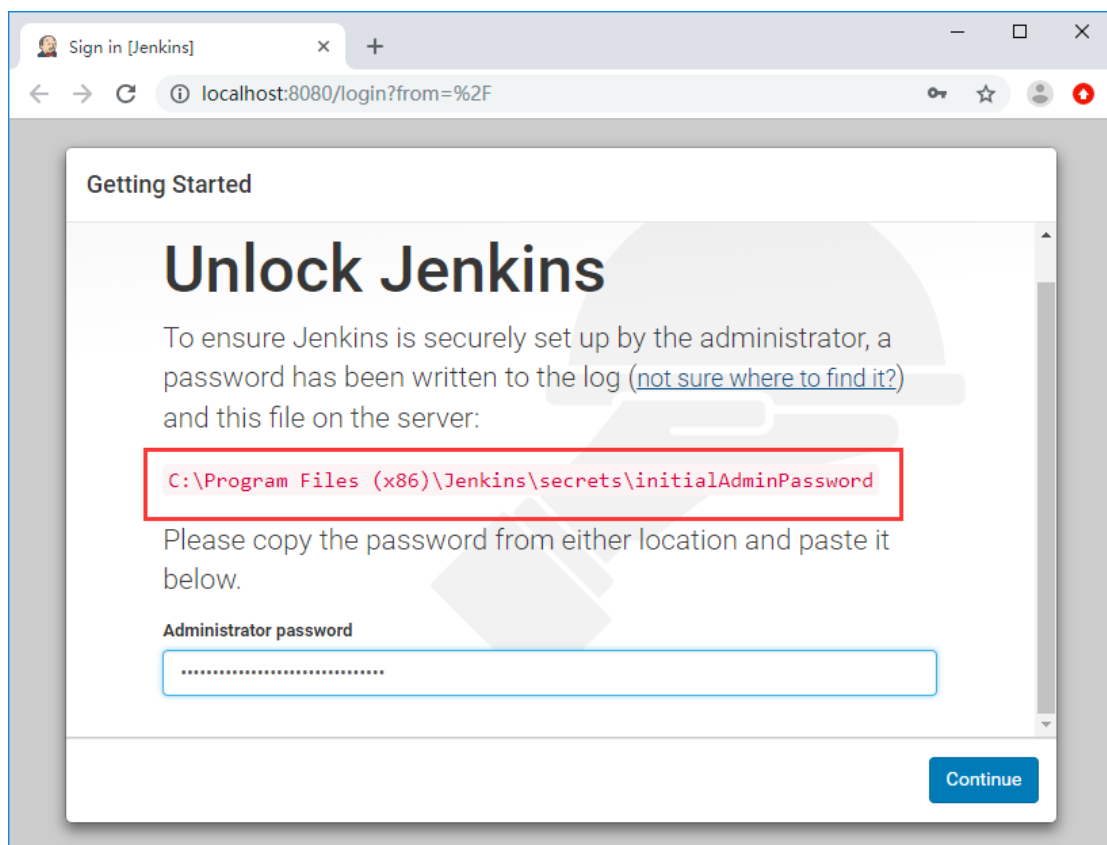 Sign in [Jenkins]
localhost:8080/login?from=%2F
Getting Started
Unlock Jenkins
To ensure Jenkins is securely set up by the administrator, a
password has been written to the log (not sure where to find it?)
and this file on the server:
C:\Program Files (x86)\Jenkins\secrets\initialAdminPassword
Please copy the password from either location and paste it
below.
Administrator password
Continue